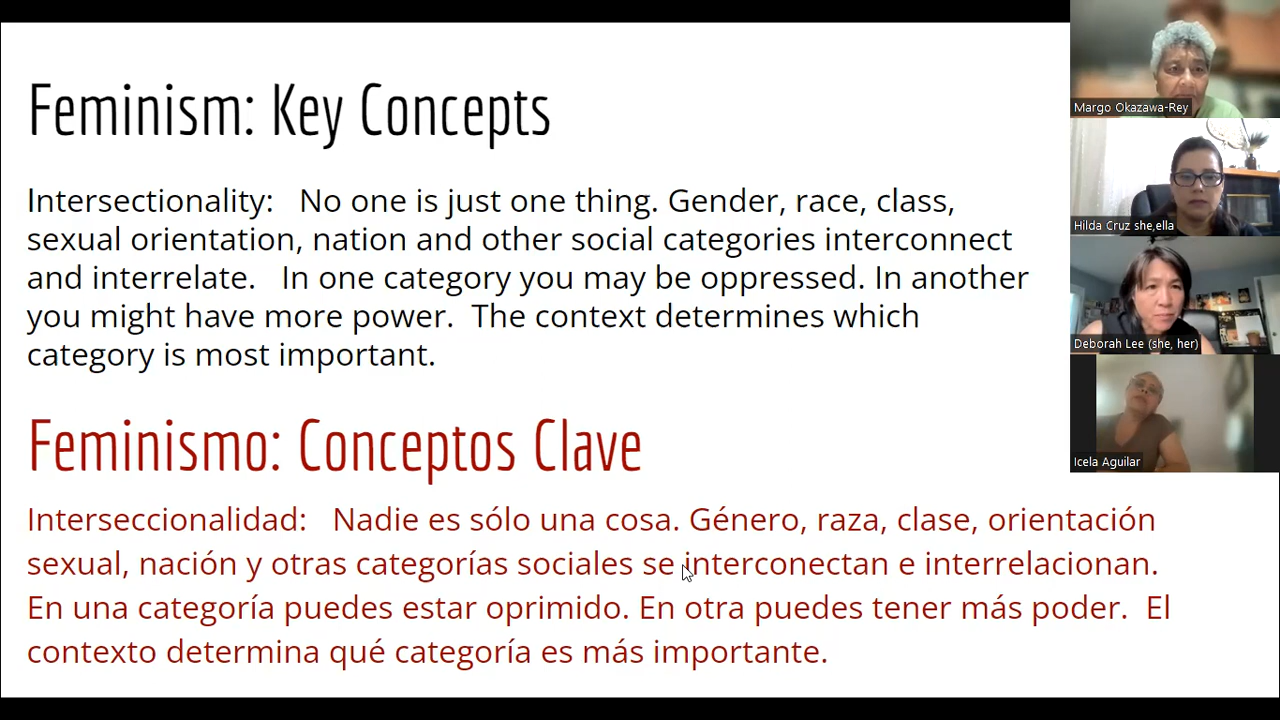 Feminism: Key Concepts
Intersectionality:   No one is just one thing. Gender, race, class,
sexual orientation, nation and other social categories interconnect
and interrelate.   In one category you may be oppressed. In another
you might have more power.  The context determines which
category is most important.
Feminismo: Conceptos Clave
Interseccionalidad:   Nadie es sólo una cosa. Género, raza, clase, orientación
sexual, nación y otras categorías sociales se interconectan e interrelacionan.
En una categoría puedes estar oprimido. En otra puedes tener más poder.  El
contexto determina qué categoría es más importante.
Margo Okazawa-Rey
Hilda Cruz she,ella
Deborah Lee (she, her)
Icela Aguilar